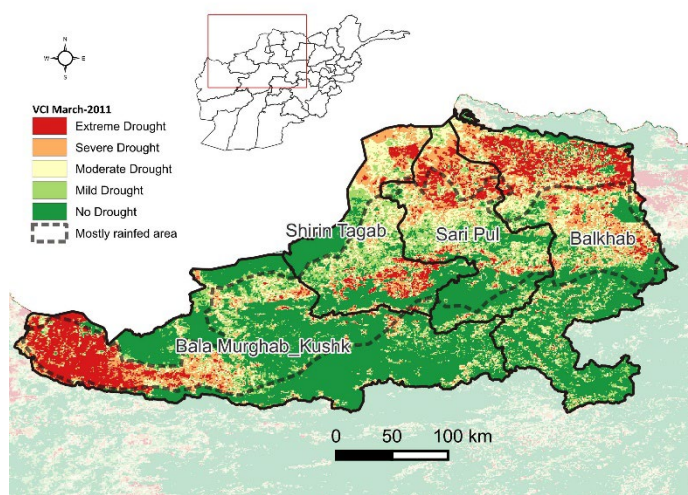 N
W E
S
VCI March-2011
Extreme Drought
Severe Drought
Moderate Drought
Mild Drought
No Drought
Mostly rainfed area
Shirin Tagab
Sari Pul
Balkhab
Bala Murghab_Kushk
0 50 100 km